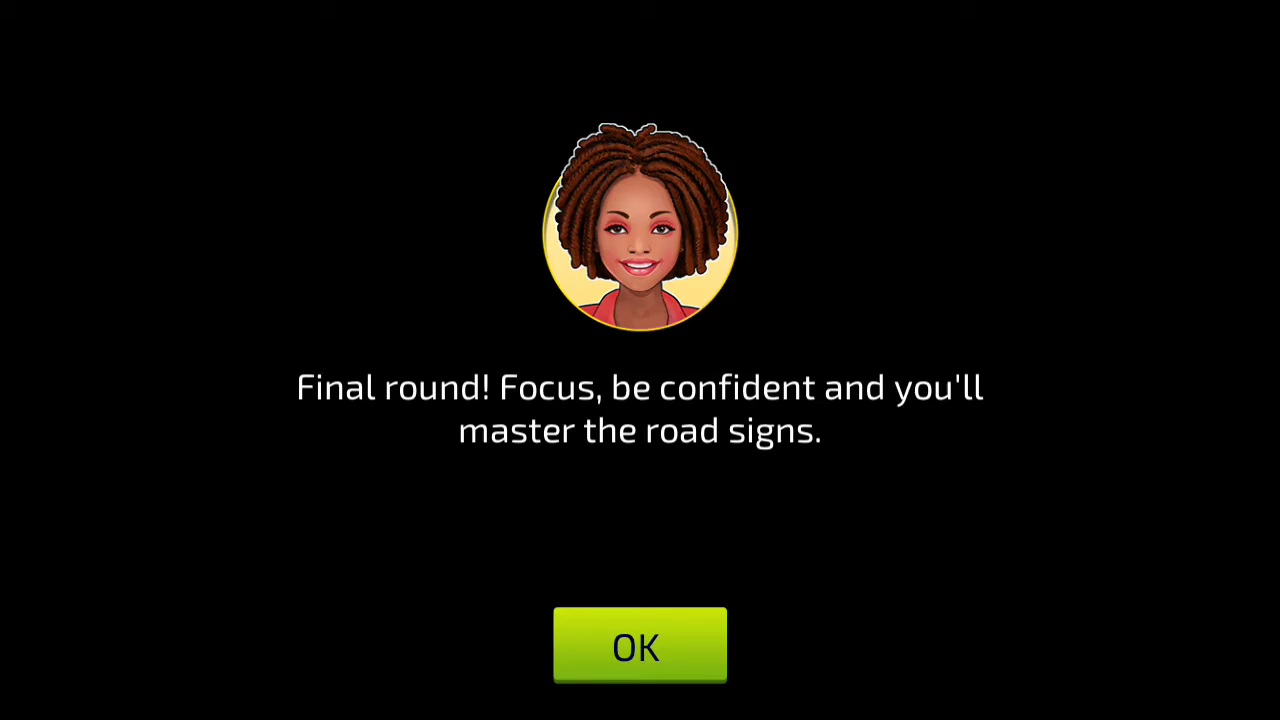 Final round! Focus, be confident and you'll
master the road signs.
OK